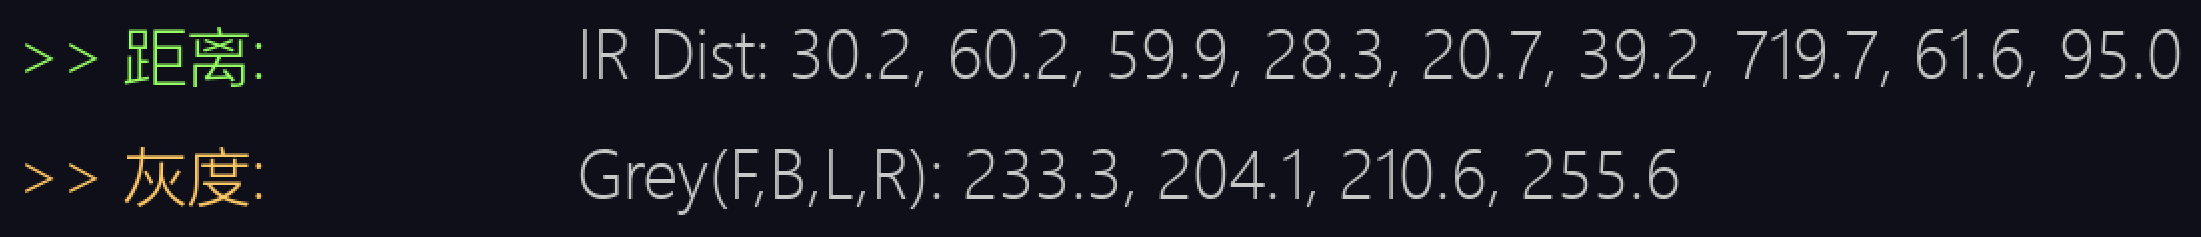 >> 距离: IR Dist: 30.2, 60.2, 59.9, 28.3, 20.7, 39.2, 719.7, 61.6, 95.0
>> 灰度: Grey(F,B,L,R): 233.3, 204.1, 210.6, 255.6